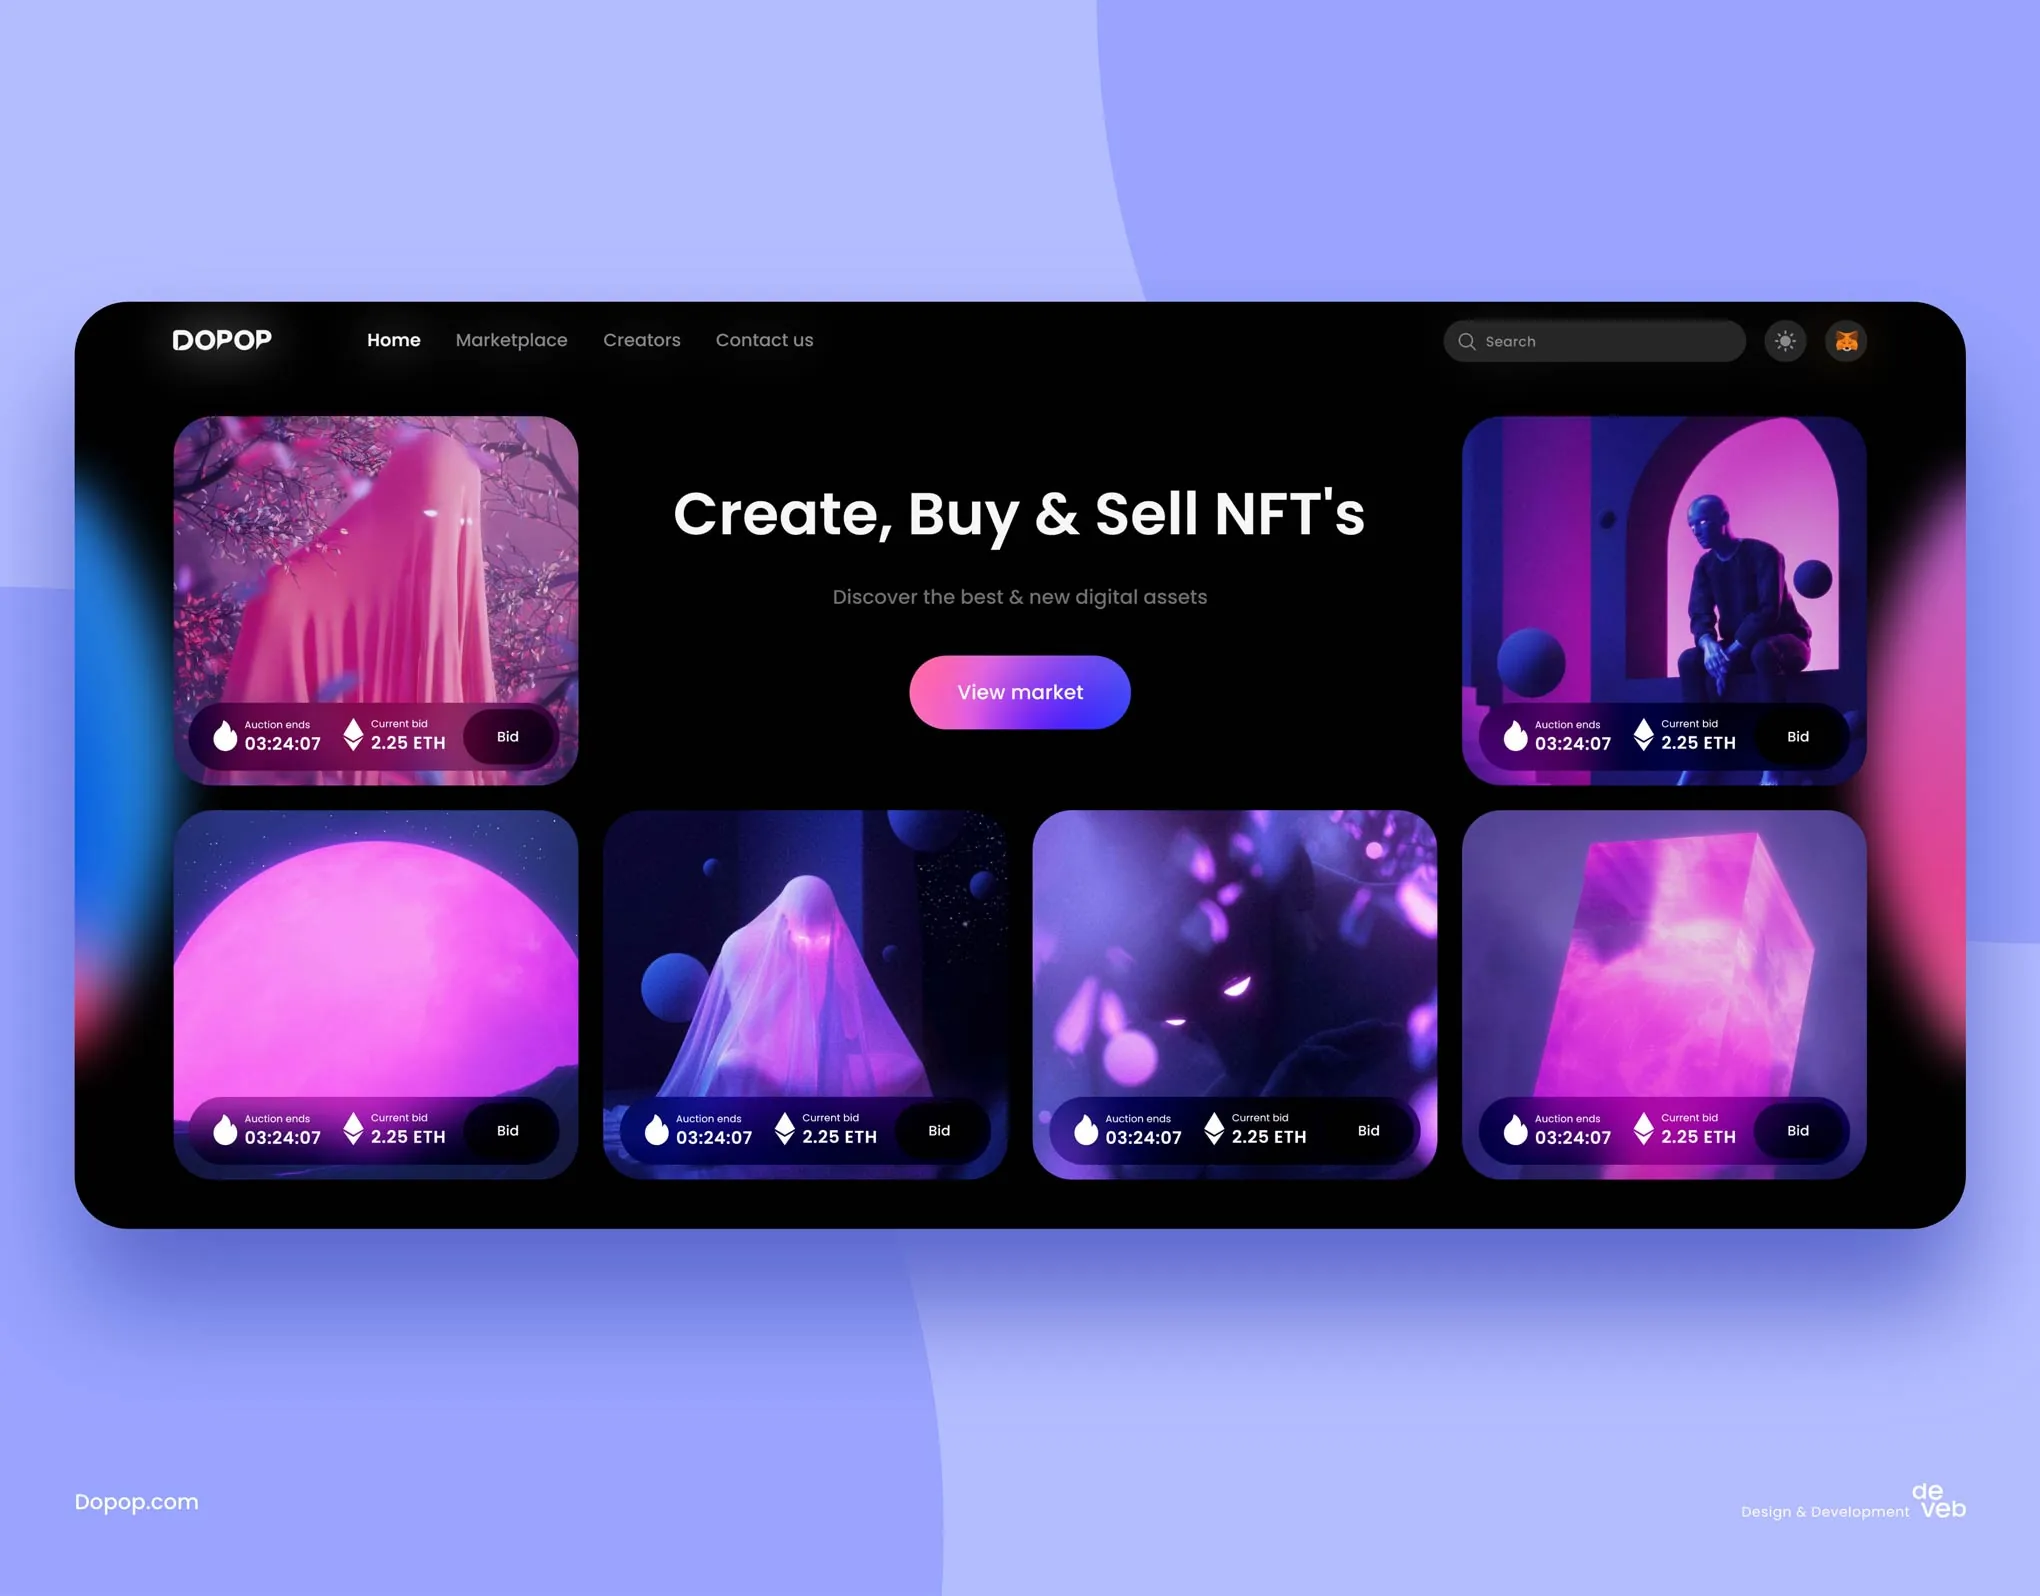 DOPOP
Home Marketplace Creators Contact us
Search
Create, Buy & Sell NFT's
Discover the best & new digital assets
View market
Auction ends Current bid
03:24:07 2.25 ETH Bid
Auction ends Current bid
03:24:07 2.25 ETH Bid
Auction ends Current bid
03:24:07 2.25 ETH Bid
Auction ends Current bid
03:24:07 2.25 ETH Bid
Auction ends Current bid
03:24:07 2.25 ETH Bid
Auction ends Current bid
03:24:07 2.25 ETH Bid
Dopop.com
Design & Development
de
veb